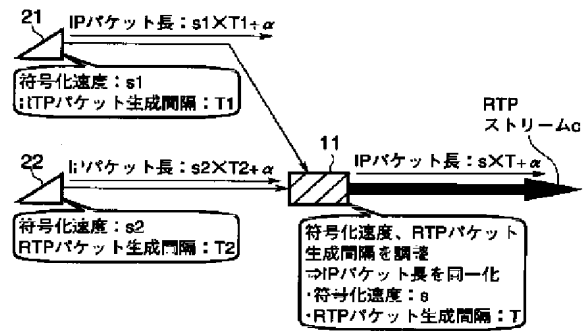 21
IPパケット長：s1×T1+α
符号化速度：s1
RTPパケット生成間隔：T1
22
IPパケット長：s2×T2+α
符号化速度：s2
RTPパケット生成間隔：T2
11
IPパケット長：s×T+α
RTP
ストリームc
符号化速度、RTPパケット
生成間隔を調整
⇒IPパケット長を同一化
・符号化速度：s
・RTPパケット生成間隔：T